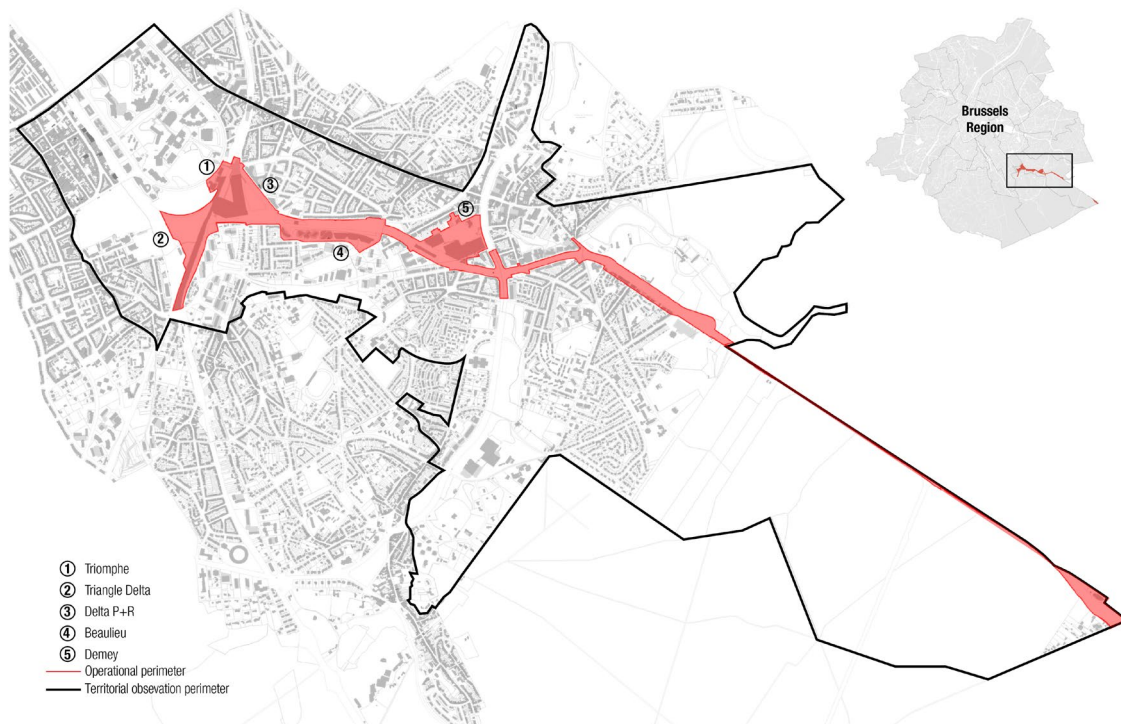 Brussels
Region
1
3
2
5
4
1 Triomphe
2 Triangle Delta
3 Delta P+R
4 Beaulieu
5 Demey
Operational perimeter
Territorial obsevation perimeter